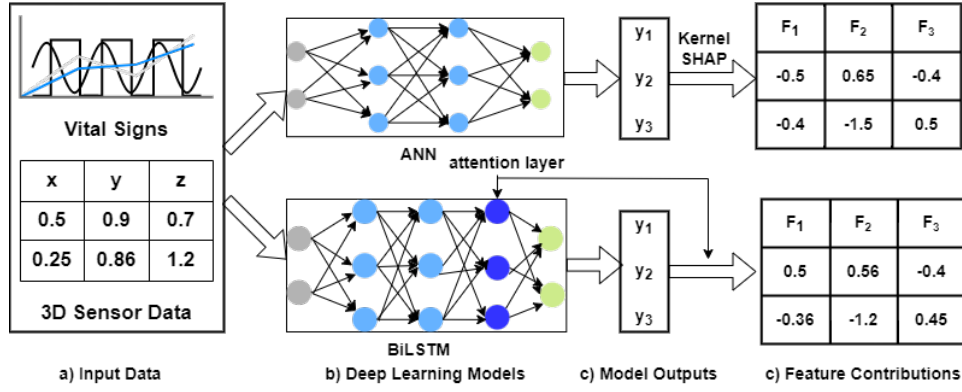 Vital Signs
x y z
0.5 0.9 0.7
0.25 0.86 1.2
3D Sensor Data
ANN
attention layer
BiLSTM
y1
y2
y3
Kernel
SHAP
y1
y2
y3
F1 F2 F3
-0.5 0.65 -0.4
-0.4 -1.5 0.5
F1 F2 F3
0.5 0.56 -0.4
-0.36 -1.2 0.45
a) Input Data b) Deep Learning Models c) Model Outputs c) Feature Contributions